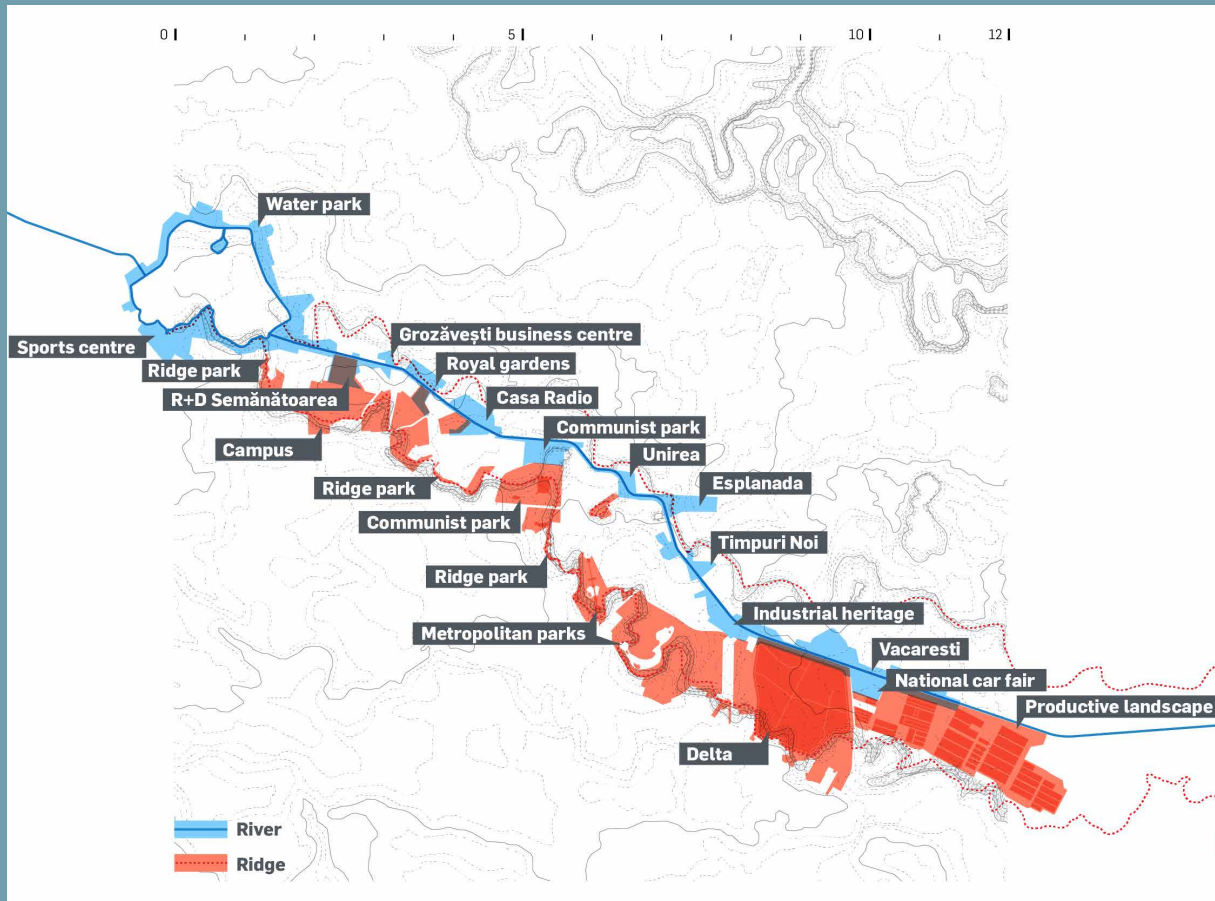 0 5 10 12
Water park
Sports centre
Grozăvești business centre
Ridge park
Royal gardens
R+D Semănătoarea
Casa Radio
Communist park
Campus
Unirea
Esplanada
Ridge park
Communist park
Timpuri Noi
Ridge park
Industrial heritage
Metropolitan parks
Vacaresti
National car fair
Productive landscape
Delta
River
Ridge